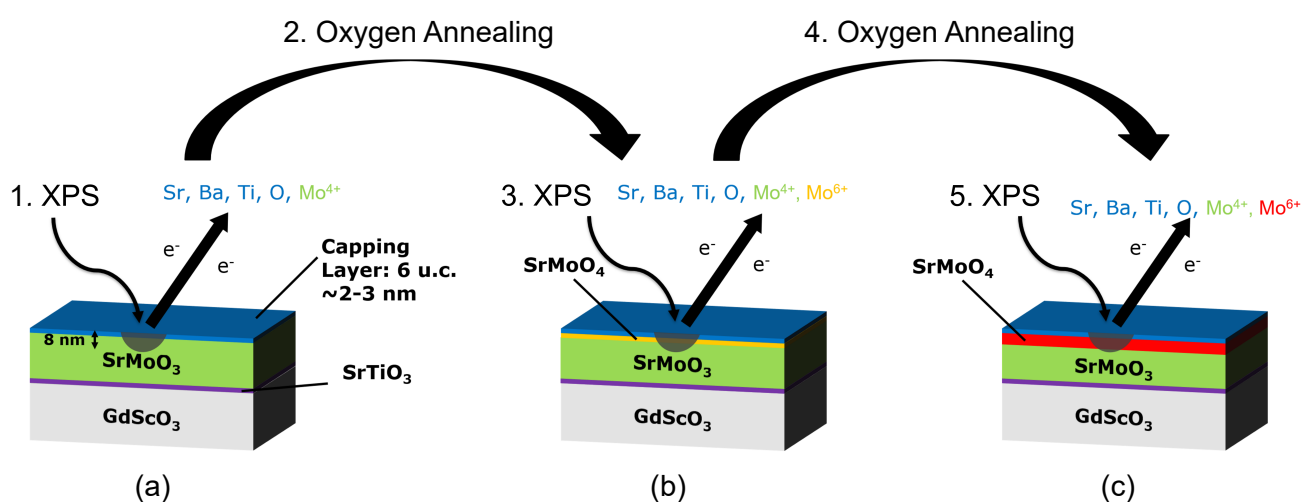 2. Oxygen Annealing
4. Oxygen Annealing
1. XPS
Sr, Ba, Ti, O, Mo⁴⁺
e⁻
e⁻
Capping
Layer: 6 u.c.
~2-3 nm
8 nm
SrMoO₃
SrTiO₃
GdScO₃
(a)
3. XPS
Sr, Ba, Ti, O, Mo⁴⁺, Mo⁶⁺
e⁻
e⁻
SrMoO₄
SrMoO₃
GdScO₃
(b)
5. XPS
Sr, Ba, Ti, O, Mo⁴⁺, Mo⁶⁺
e⁻
e⁻
SrMoO₄
SrMoO₃
GdScO₃
(c)